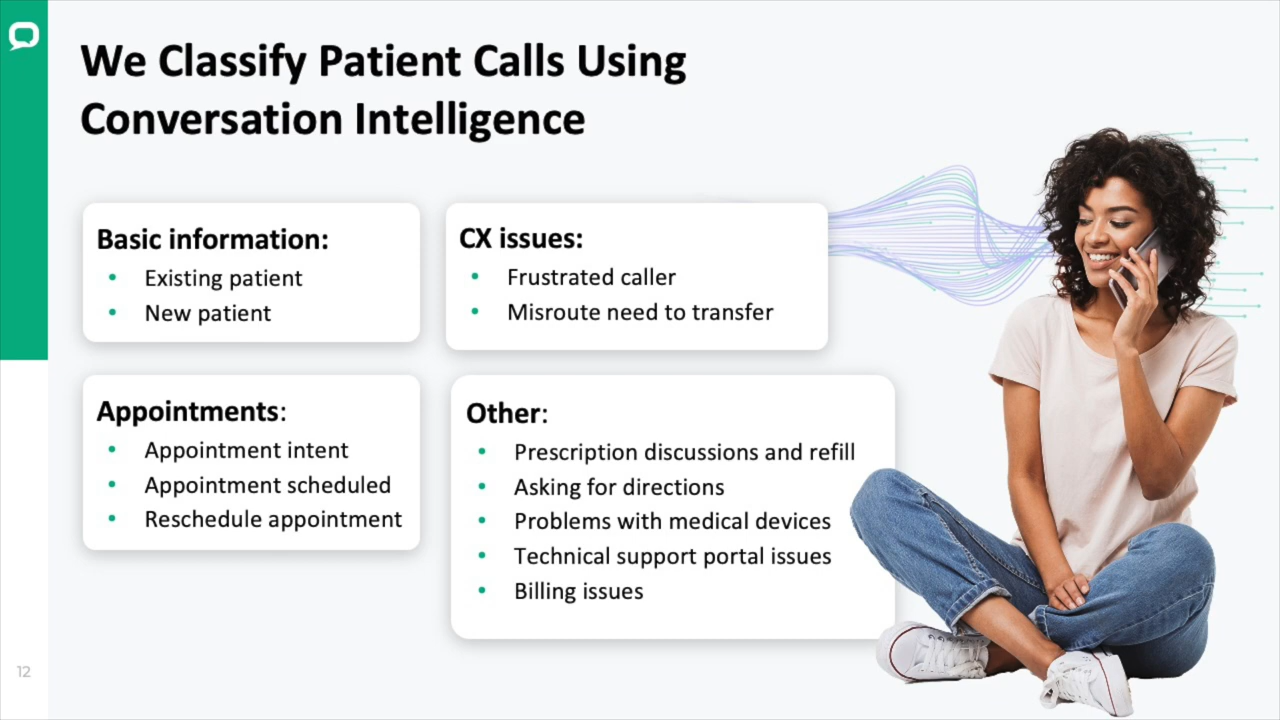 We Classify Patient Calls Using
Conversation Intelligence
Basic information:
• Existing patient
• New patient
CX issues:
• Frustrated caller
• Misroute need to transfer
Appointments:
• Appointment intent
• Appointment scheduled
• Reschedule appointment
Other:
• Prescription discussions and refill
• Asking for directions
• Problems with medical devices
• Technical support portal issues
• Billing issues
12